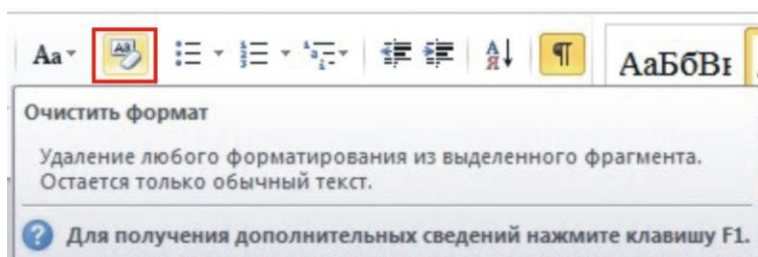 Aa АаБбВı
Очистить формат
Удаление любого форматирования из выделенного фрагмента.
Остается только обычный текст.
Для получения дополнительных сведений нажмите клавишу F1.